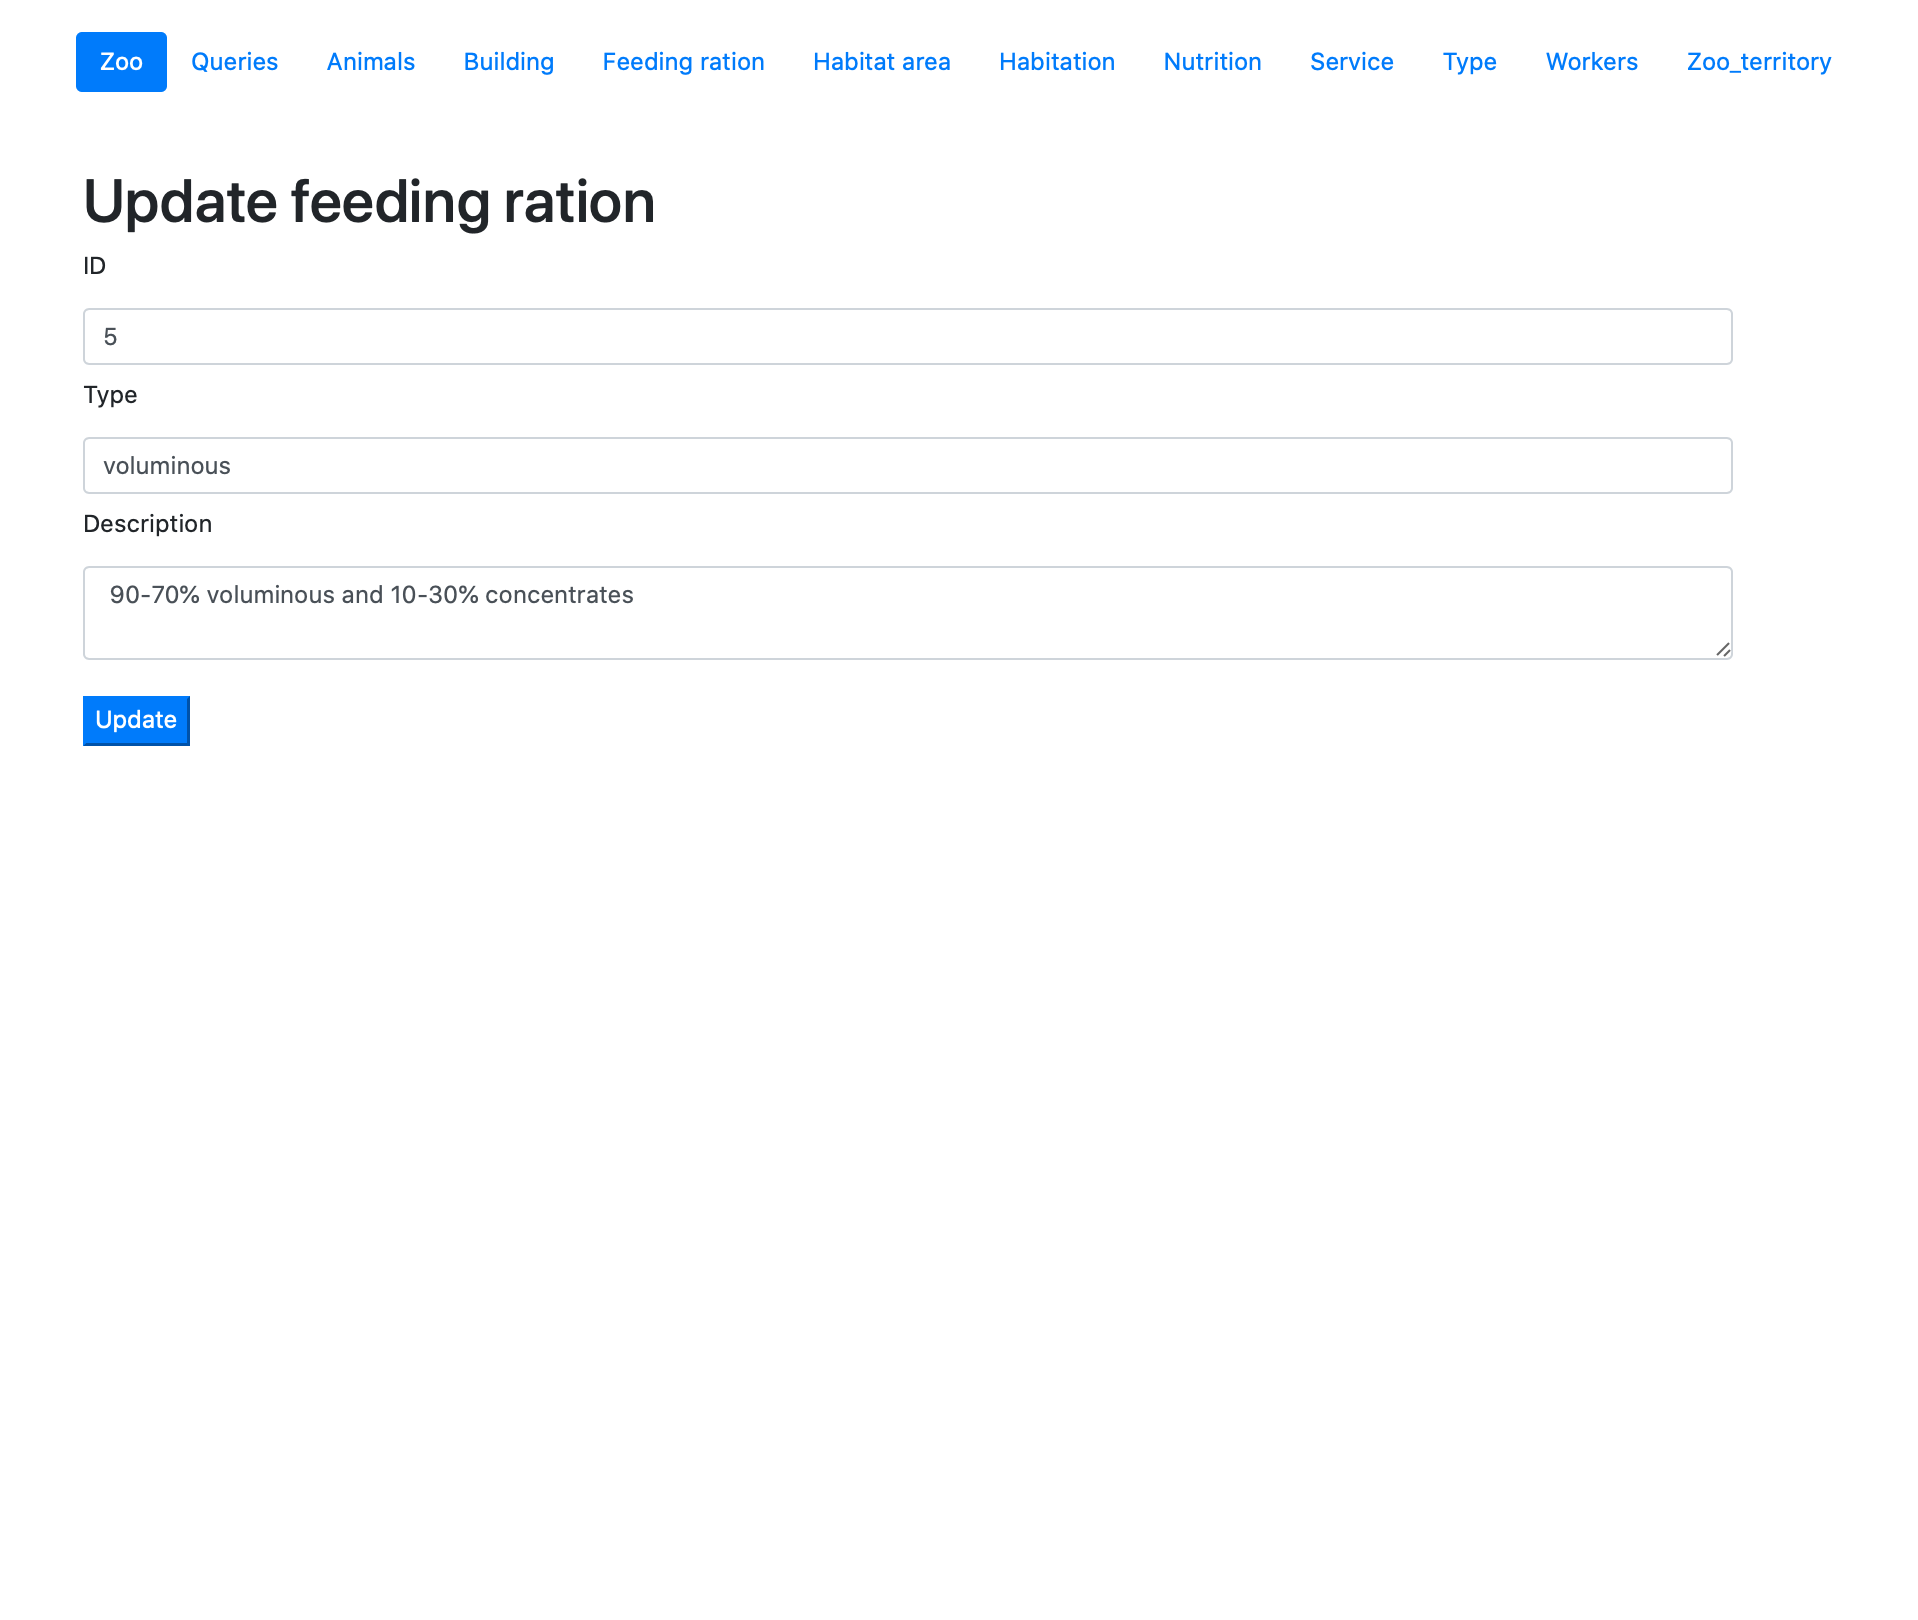 Zoo Queries Animals Building Feeding ration Habitat area Habitation Nutrition Service Type Workers Zoo_territory
Update feeding ration
ID
5
Type
voluminous
Description
90-70% voluminous and 10-30% concentrates
Update